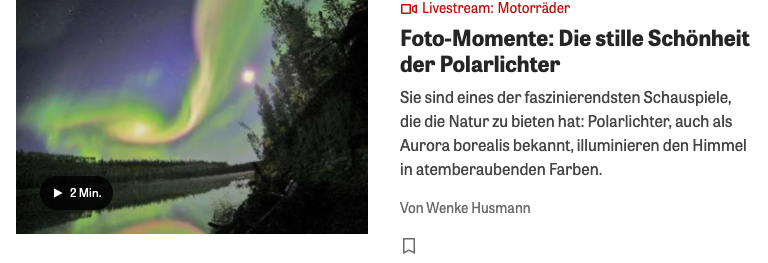 Livestream: Motorräder
Foto-Momente: Die stille Schönheit
der Polarlichter
Sie sind eines der faszinierendsten Schauspiele,
die die Natur zu bieten hat: Polarlichter, auch als
Aurora borealis bekannt, illuminieren den Himmel
in atemberaubenden Farben.
2 Min.
Von Wenke Husmann